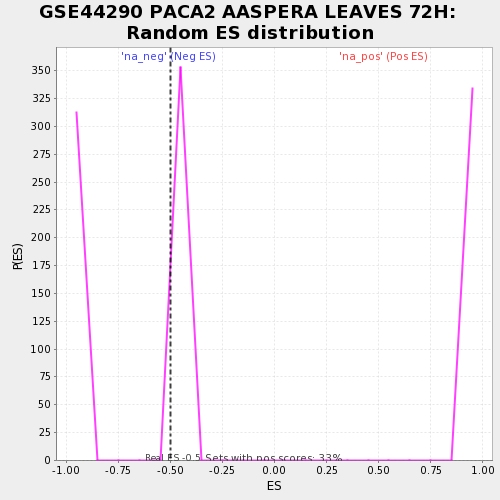 GSE44290 PACA2 AASPERA LEAVES 72H:
Random ES distribution
'na_neg' (Neg ES)
'na_pos' (Pos ES)
350
325
300
275
250
225
200
175
150
125
100
75
50
25
0
P(ES)
Real ES -0.5 Sets with pos scores: 33%
-1.00 -0.75 -0.50 -0.25 0.00 0.25 0.50 0.75 1.00
ES